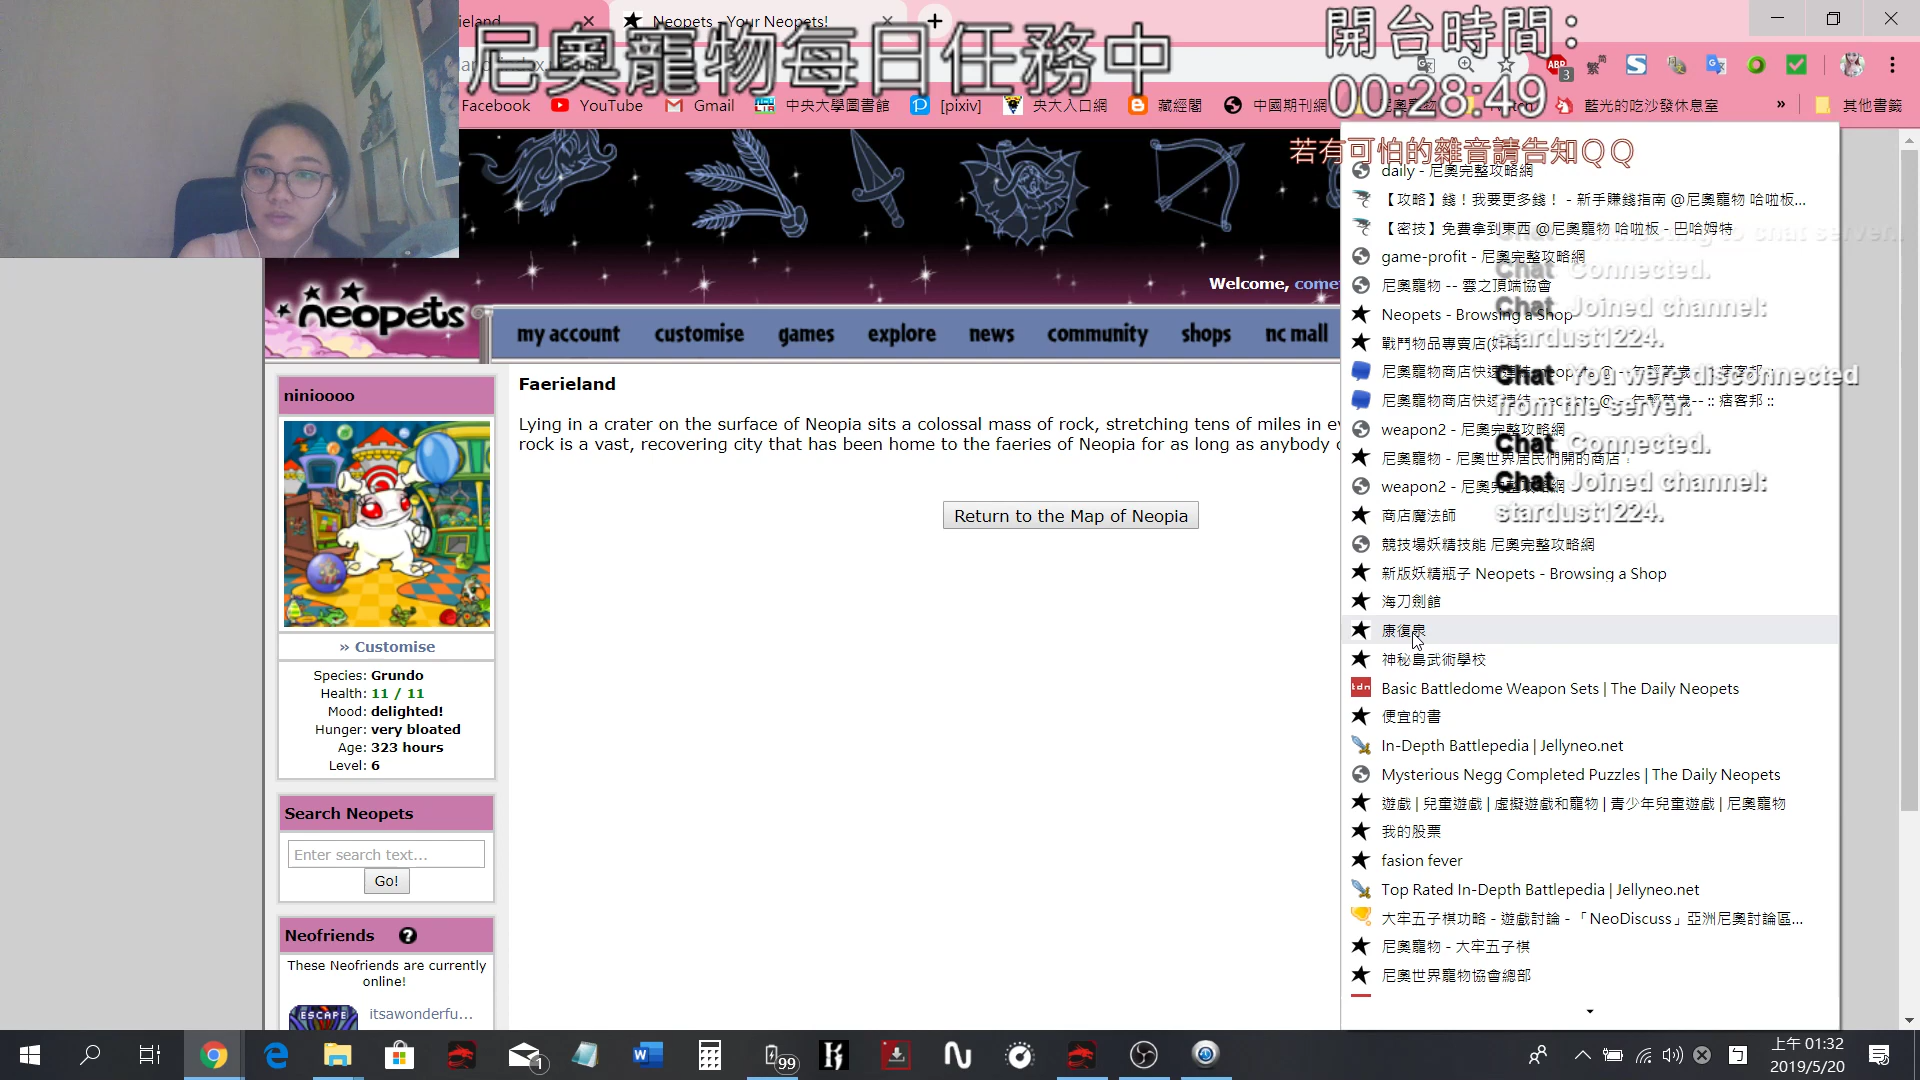 ieland
Neopets - Your Neopets!
尼奧寵物每日任務中
開台時間：
00:28:49
Facebook
YouTube
Gmail
中央大學圖書館
[pixiv]
央大入口網
藏經閣
中國期刊網
藍光的吃沙發休息室
»
其他書籤
若有可怕的雜音請告知QQ
daily - 尼奧完整攻略網
【攻略】錢！我要更多錢！ - 新手賺錢指南 @尼奧寵物 哈啦板...
【密技】免費拿到東西 @尼奧寵物 哈啦板 - 巴哈姆特
Chat Connecting to chat server...
game-profit - 尼奧完整攻略網
Chat Connected.
尼奧寵物 -- 雲之頂端協會
Chat Joined channel:
stardust1224.
Neopets - Browsing a Shop
戰鬥物品專賣店(奸商
Chat You were disconnected
from the server.
weapon2 - 尼奧完整攻略網
Chat Connected.
尼奧寵物 - 尼奧世界居民們開的商店
weapon2 - 尼奧完整攻略網
Chat Joined channel:
stardust1224.
商店魔法師
競技場妖精技能 尼奧完整攻略網
新版妖精瓶子 Neopets - Browsing a Shop
海刀劍館
康復泉
神秘島武術學校
Basic Battledome Weapon Sets | The Daily Neopets
便宜的書
In-Depth Battlepedia | Jellyneo.net
Mysterious Negg Completed Puzzles | The Daily Neopets
遊戲 | 兒童遊戲 | 虛擬遊戲和寵物 | 青少年兒童遊戲 | 尼奧寵物
我的股票
fasion fever
Top Rated In-Depth Battlepedia | Jellyneo.net
大牢五子棋功略 - 遊戲討論 - 「NeoDiscuss」亞洲尼奧討論區...
尼奧寵物 - 大牢五子棋
尼奧世界寵物協會總部
Welcome, come
neopets
my account
customise
games
explore
news
community
shops
nc mall
ninioooo
» Customise
Species: Grundo
Health: 11 / 11
Mood: delighted!
Hunger: very bloated
Age: 323 hours
Level: 6
Search Neopets
Enter search text...
Go!
Neofriends
These Neofriends are currently
online!
ESCAPE
itsawonderfu...
Faerieland
Lying in a crater on the surface of Neopia sits a colossal mass of rock, stretching tens of miles in ev
rock is a vast, recovering city that has been home to the faeries of Neopia for as long as anybody
Return to the Map of Neopia
1
99
上午 01:32
2019/5/20